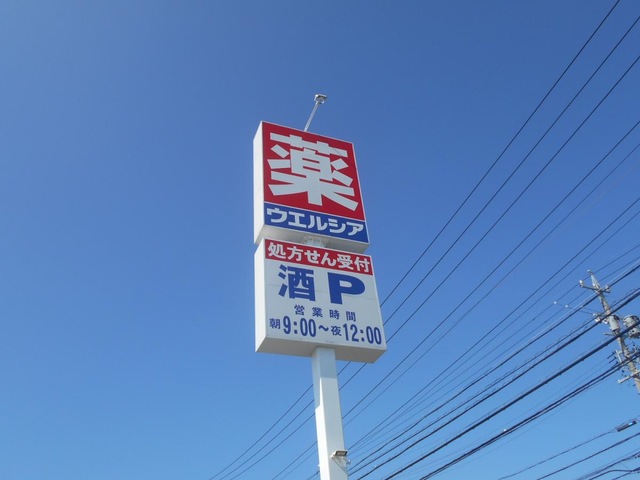 薬
ウエルシア
処方せん受付
酒 P
営業時間
朝9:00～夜12:00